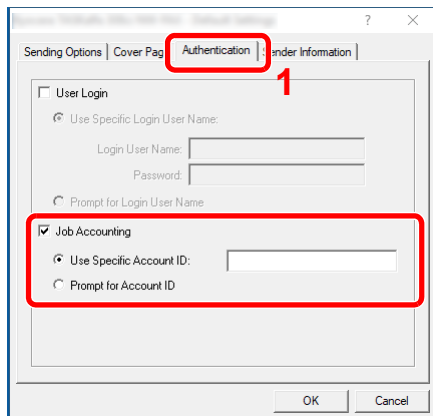 ?
Sending Options Cover Pag Authentication ender Information
1
User Login
Use Specific Login User Name:
Login User Name:
Password:
Prompt for Login User Name
Job Accounting
Use Specific Account ID:
Prompt for Account ID
OK Cancel